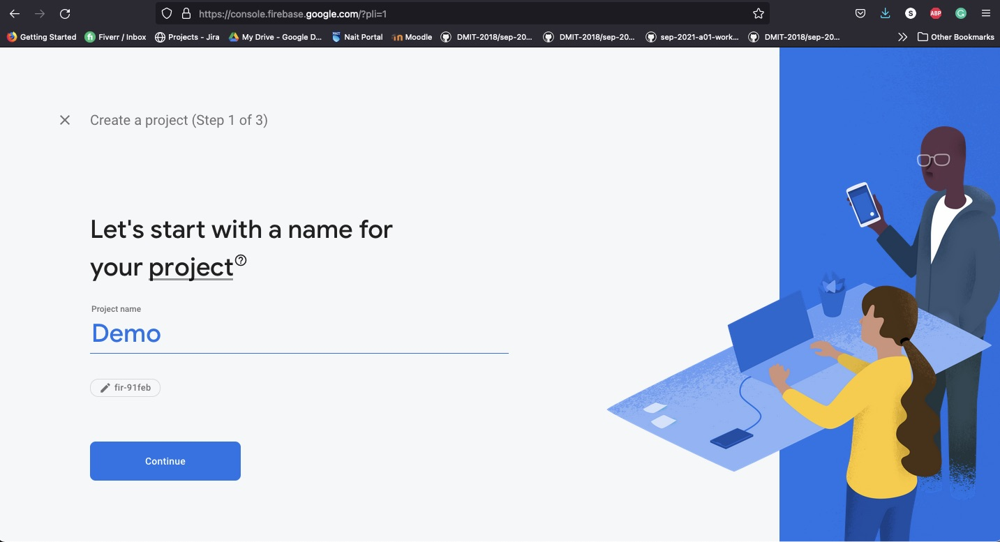 https://console.firebase.google.com/?pli=1
S
ABP
Getting Started
Fiverr / Inbox
Projects - Jira
My Drive - Google D...
NAIT
Nait Portal
Moodle
DMIT-2018/sep-20...
DMIT-2018/sep-20...
sep-2021-a01-work...
DMIT-2018/sep-20...
Other Bookmarks
Create a project (Step 1 of 3)
Let's start with a name for
your project
Project name
Demo
fir-91feb
Continue